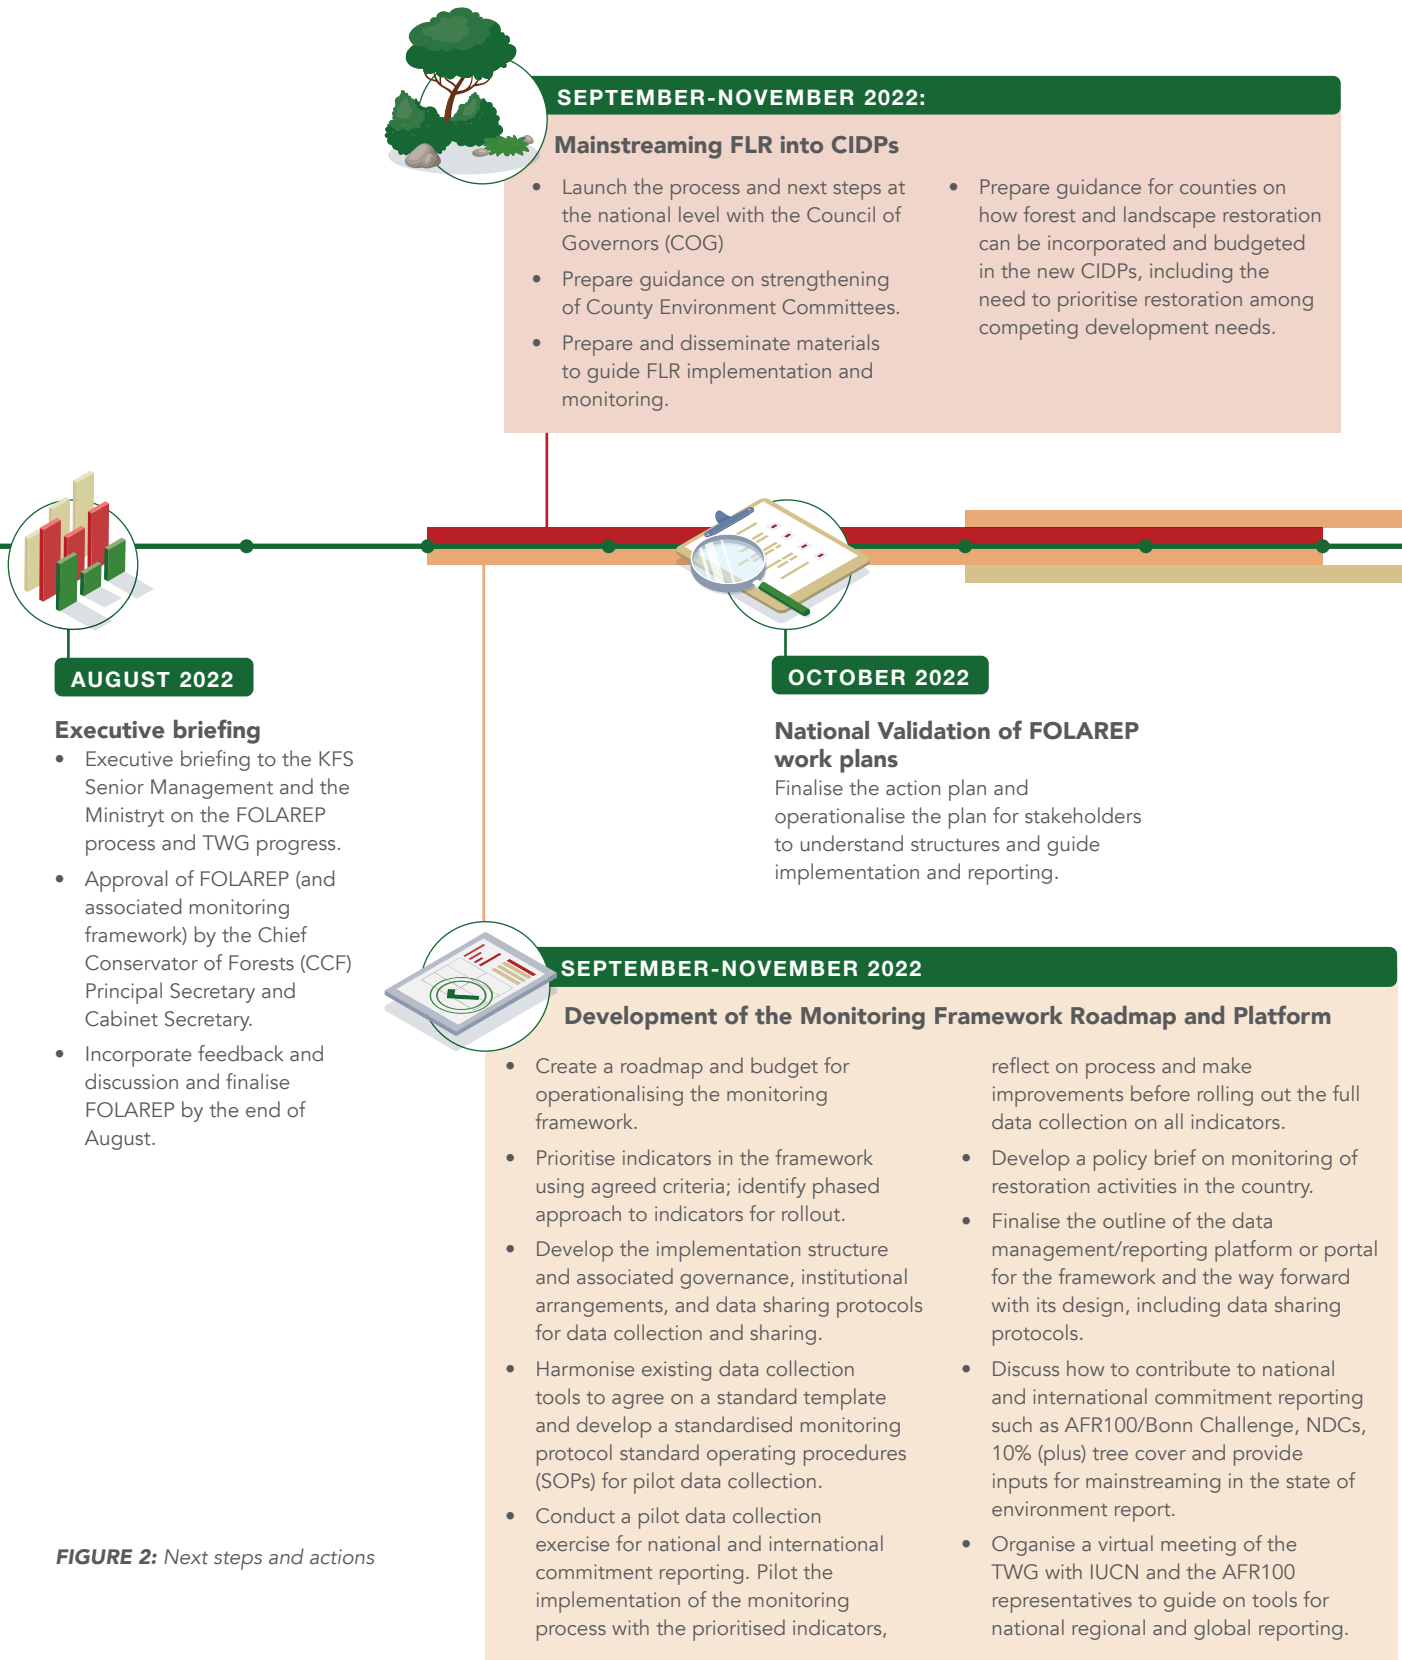 SEPTEMBER-NOVEMBER 2022:
Mainstreaming FLR into CIDPs
• Launch the process and next steps at
the national level with the Council of
Governors (COG)
• Prepare guidance on strengthening
of County Environment Committees.
• Prepare and disseminate materials
to guide FLR implementation and
monitoring.
• Prepare guidance for counties on
how forest and landscape restoration
can be incorporated and budgeted
in the new CIDPs, including the
need to prioritise restoration among
competing development needs.
AUGUST 2022
Executive briefing
• Executive briefing to the KFS
Senior Management and the
Ministryt on the FOLAREP
process and TWG progress.
• Approval of FOLAREP (and
associated monitoring
framework) by the Chief
Conservator of Forests (CCF)
Principal Secretary and
Cabinet Secretary.
• Incorporate feedback and
discussion and finalise
FOLAREP by the end of
August.
OCTOBER 2022
National Validation of FOLAREP
work plans
Finalise the action plan and
operationalise the plan for stakeholders
to understand structures and guide
implementation and reporting.
SEPTEMBER-NOVEMBER 2022
Development of the Monitoring Framework Roadmap and Platform
• Create a roadmap and budget for
operationalising the monitoring
framework.
• Prioritise indicators in the framework
using agreed criteria; identify phased
approach to indicators for rollout.
• Develop the implementation structure
and associated governance, institutional
arrangements, and data sharing protocols
for data collection and sharing.
• Harmonise existing data collection
tools to agree on a standard template
and develop a standardised monitoring
protocol standard operating procedures
(SOPs) for pilot data collection.
• Conduct a pilot data collection
exercise for national and international
commitment reporting. Pilot the
implementation of the monitoring
process with the prioritised indicators,
reflect on process and make
improvements before rolling out the full
data collection on all indicators.
• Develop a policy brief on monitoring of
restoration activities in the country.
• Finalise the outline of the data
management/reporting platform or portal
for the framework and the way forward
with its design, including data sharing
protocols.
• Discuss how to contribute to national
and international commitment reporting
such as AFR100/Bonn Challenge, NDCs,
10% (plus) tree cover and provide
inputs for mainstreaming in the state of
environment report.
• Organise a virtual meeting of the
TWG with IUCN and the AFR100
representatives to guide on tools for
national regional and global reporting.
FIGURE 2: Next steps and actions